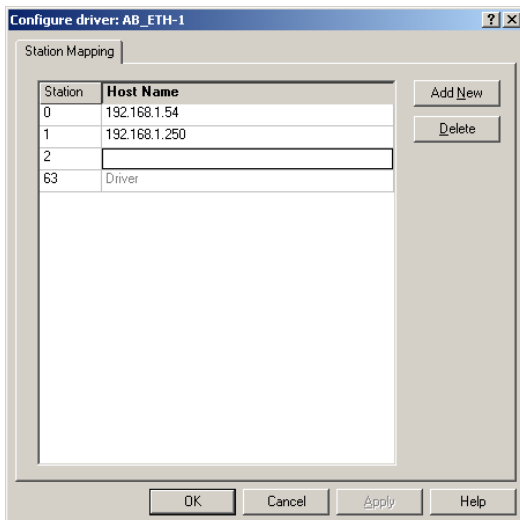 Configure driver: AB_ETH-1
Station Mapping
Station Host Name
0 192.168.1.54
1 192.168.1.250
2
63 Driver
Add New
Delete
OK Cancel Apply Help